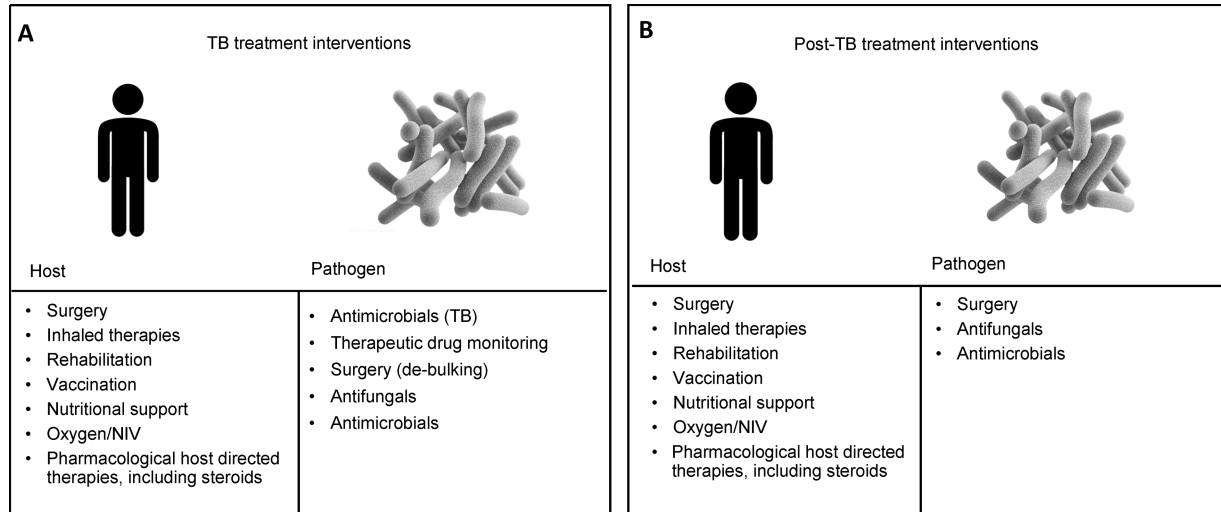 A
TB treatment interventions
Host
Pathogen
• Surgery
• Inhaled therapies
• Rehabilitation
• Vaccination
• Nutritional support
• Oxygen/NIV
• Pharmacological host directed
therapies, including steroids
• Antimicrobials (TB)
• Therapeutic drug monitoring
• Surgery (de-bulking)
• Antifungals
• Antimicrobials
B
Post-TB treatment interventions
Host
Pathogen
• Surgery
• Inhaled therapies
• Rehabilitation
• Vaccination
• Nutritional support
• Oxygen/NIV
• Pharmacological host directed
therapies, including steroids
• Surgery
• Antifungals
• Antimicrobials